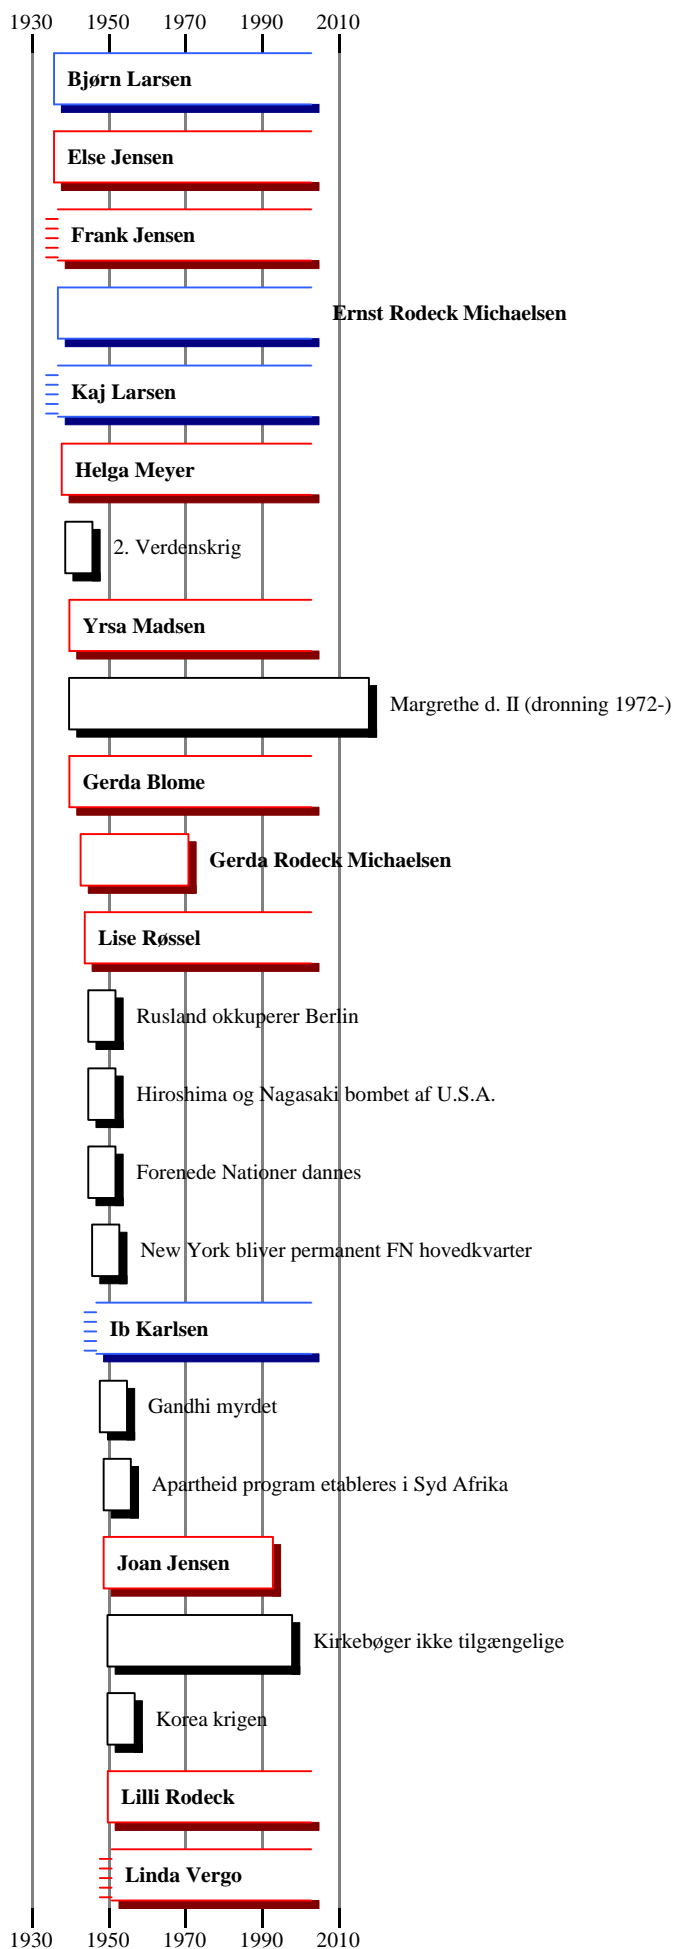 1930 1950 1970 1990 2010
Bjørn Larsen
Else Jensen
Frank Jensen
Ernst Rodeck Michaelsen
Kaj Larsen
Helga Meyer
2. Verdenskrig
Yrsa Madsen
Margrethe d. II (dronning 1972-)
Gerda Blome
Gerda Rodeck Michaelsen
Lise Røssel
Rusland okkuperer Berlin
Hiroshima og Nagasaki bombet af U.S.A.
Forenede Nationer dannes
New York bliver permanent FN hovedkvarter
Ib Karlsen
Gandhi myrdet
Apartheid program etableres i Syd Afrika
Joan Jensen
Kirkebøger ikke tilgængelige
Korea krigen
Lilli Rodeck
Linda Vergo
1930 1950 1970 1990 2010